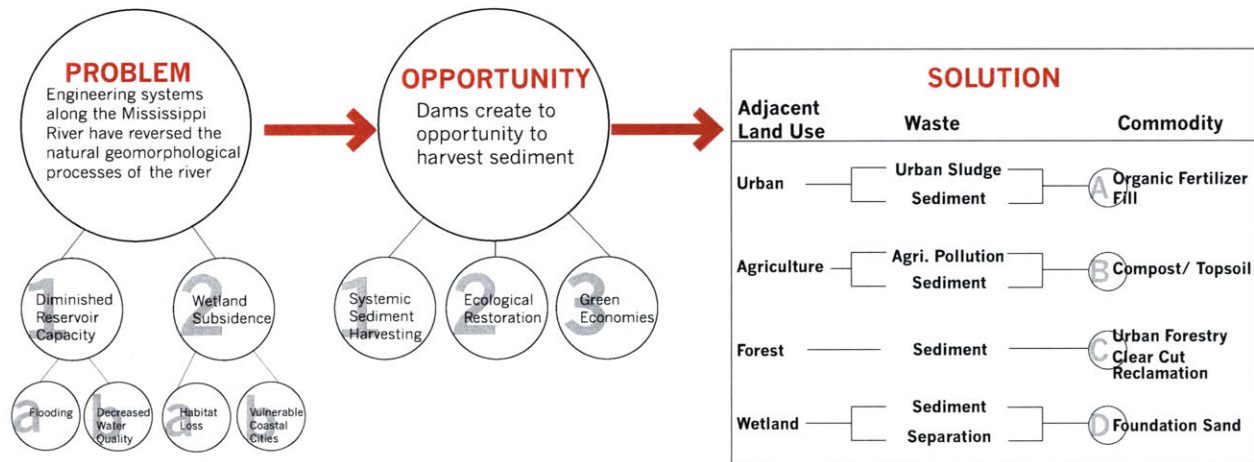 PROBLEM
Engineering systems
along the Mississippi
River have reversed the
natural geomorphological
processes of the river
1
Diminished
Reservoir
Capacity
2
Wetland
Subsidence
a
Flooding
b
Decreased
Water
Quality
a
Habitat
Loss
b
Vulnerable
Coastal
Cities
OPPORTUNITY
Dams create to
opportunity to
harvest sediment
1
Systemic
Sediment
Harvesting
2
Ecological
Restoration
3
Green
Economies
SOLUTION
Adjacent
Land Use
Waste
Commodity
Urban
Urban Sludge
Sediment
A
Organic Fertilizer
Fill
Agriculture
Agri. Pollution
Sediment
B
Compost/ Topsoil
Forest
Sediment
C
Urban Forestry
Clear Cut
Reclamation
Wetland
Sediment
Separation
D
Foundation Sand